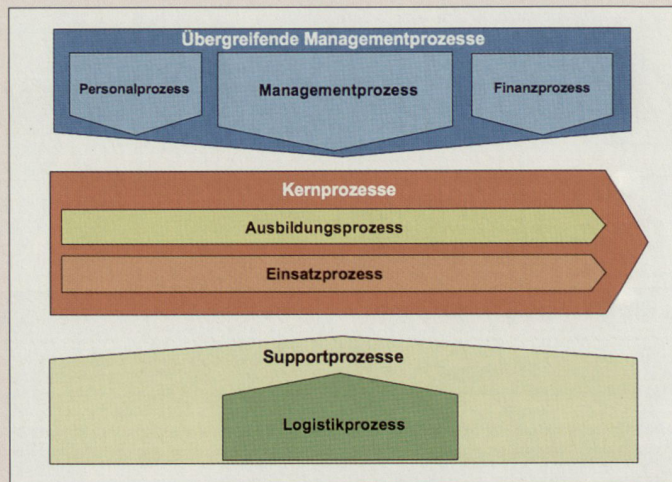 Übergreifende Managementprozesse
Personalprozess
Managementprozess
Finanzprozess
Kernprozesse
Ausbildungsprozess
Einsatzprozess
Supportprozesse
Logistikprozess